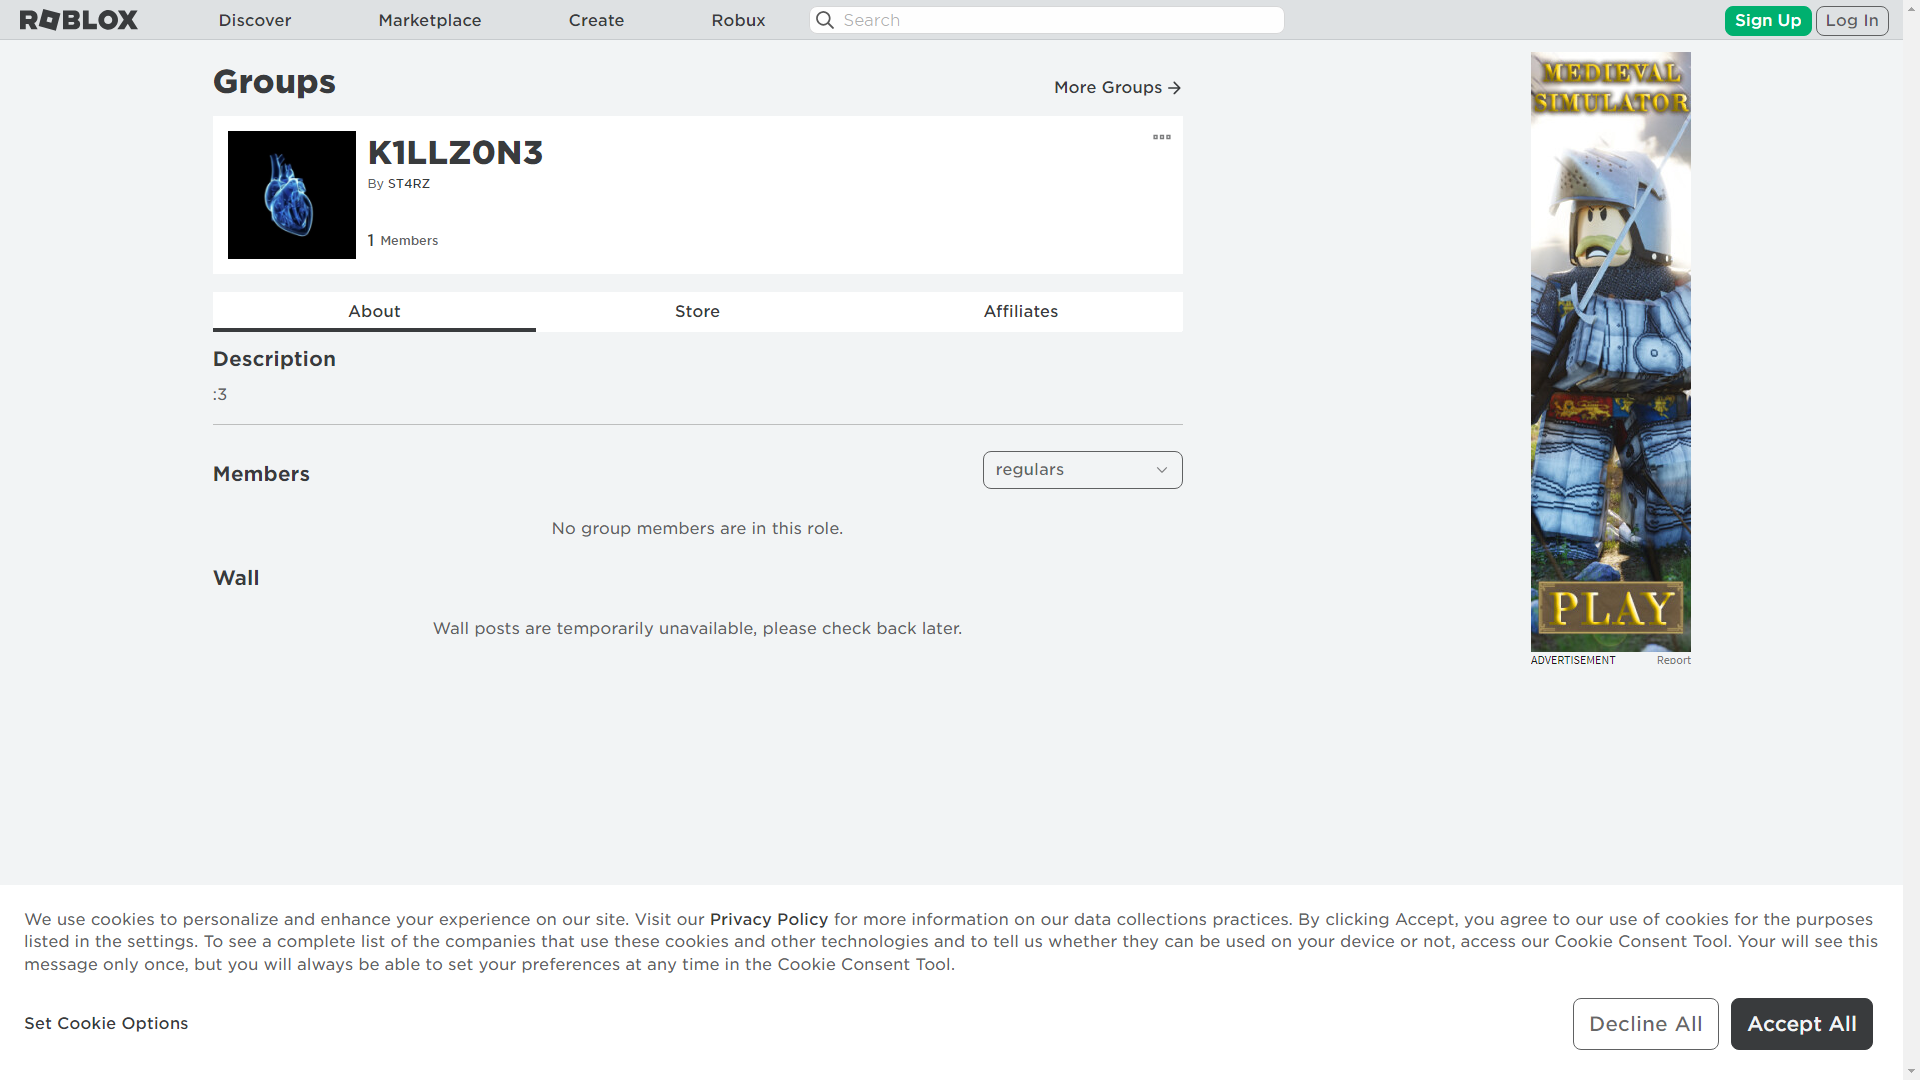 ROBLOX
Discover
Marketplace
Create
Robux
Search
Sign Up
Log In
Groups
More Groups
K1LLZ0N3
By ST4RZ
1 Members
About
Store
Affiliates
Description
:3
Members
regulars
No group members are in this role.
Wall
Wall posts are temporarily unavailable, please check back later.
MEDIEVAL
SIMULATOR
PLAY
ADVERTISEMENT
Report
We use cookies to personalize and enhance your experience on our site. Visit our Privacy Policy for more information on our data collections practices. By clicking Accept, you agree to our use of cookies for the purposes
listed in the settings. To see a complete list of the companies that use these cookies and other technologies and to tell us whether they can be used on your device or not, access our Cookie Consent Tool. Your will see this
message only once, but you will always be able to set your preferences at any time in the Cookie Consent Tool.
Set Cookie Options
Decline All
Accept All